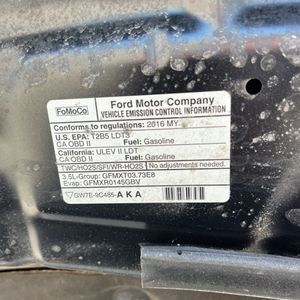 FoMoCo
Ford Motor Company
VEHICLE EMISSION CONTROL INFORMATION
Conforms to regulations: 2016 MY
U.S. EPA: T2B5 LDT3
CA OBD II Fuel: Gasoline
California: ULEV II LDT
CA OBD II Fuel: Gasoline
TWC/HO2S/SFI/WR-HO2S No adjustments needed.
3.5L-Group: GFMXT03.73E8
Evap: GFMXR0145GBV
GW7E-9C485-AKA